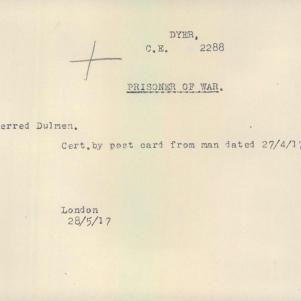 DYER,
C.E. 2288
PRISONER OF WAR.
erred Dulmen.
Cert.by post card from man dated 27/4/17
London
28/5/17